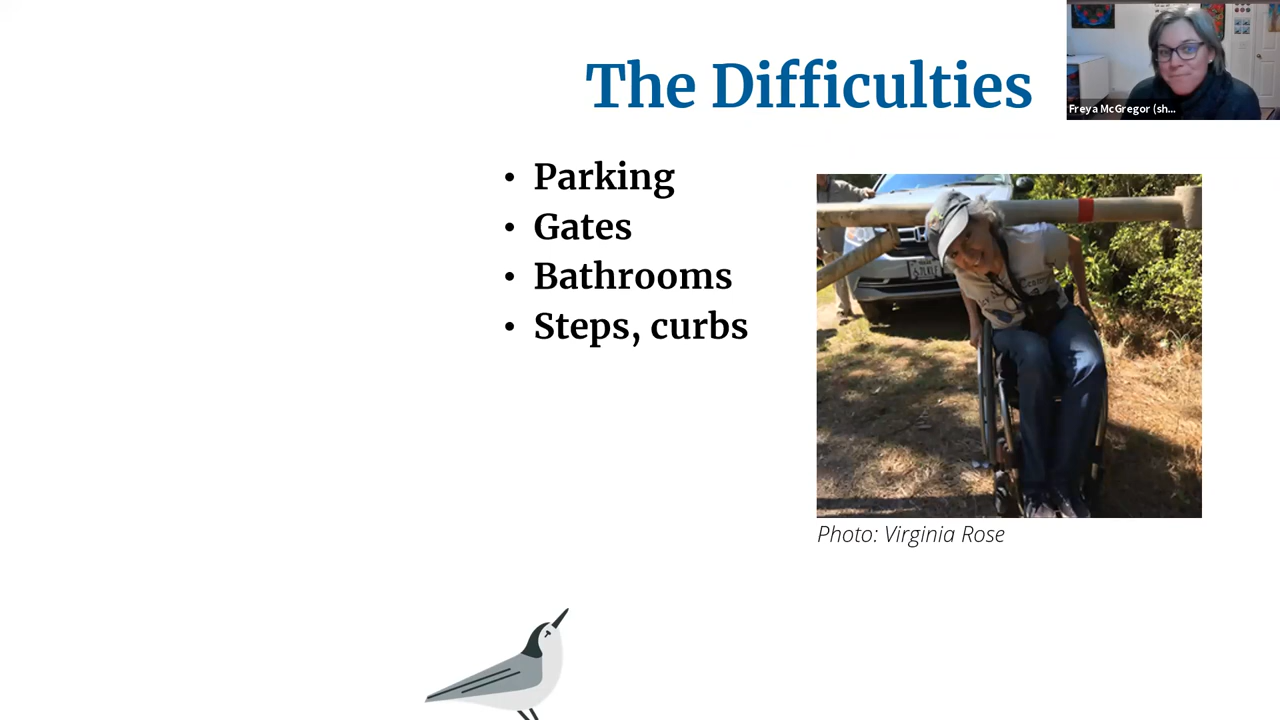 The Difficulties
Freya McGregor (sh...
• Parking
• Gates
• Bathrooms
• Steps, curbs
Photo: Virginia Rose